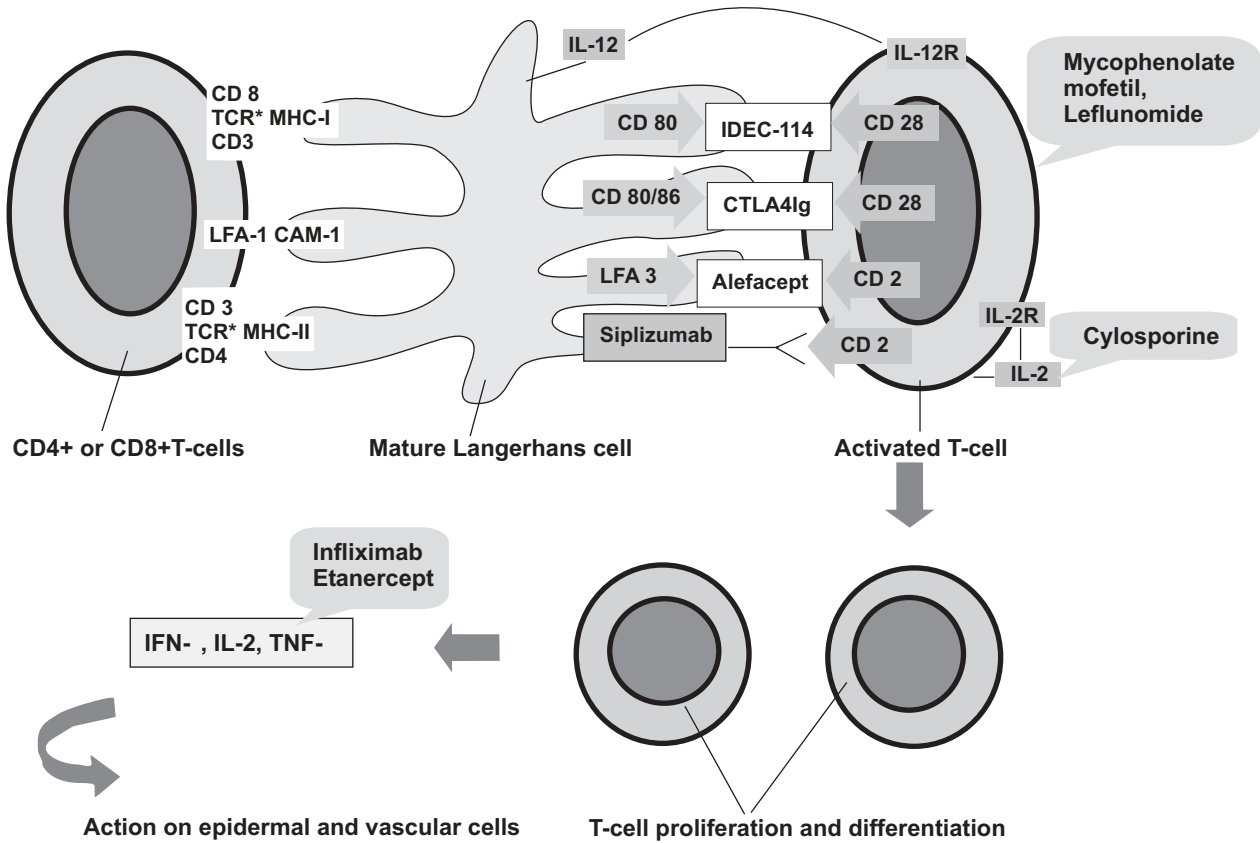 IL-12
IL-12R
Mycophenolate
mofetil,
Leflunomide
CD 8
TCR* MHC-I
CD3
CD 80
IDEC-114
CD 28
CD 80/86
CTLA4Ig
CD 28
LFA-1 CAM-1
LFA 3
Alefacept
CD 2
CD 3
TCR* MHC-II
CD4
Siplizumab
CD 2
IL-2R
IL-2
Cylosporine
CD4+ or CD8+T-cells
Mature Langerhans cell
Activated T-cell
Infliximab
Etanercept
IFN- , IL-2, TNF-
Action on epidermal and vascular cells
T-cell proliferation and differentiation